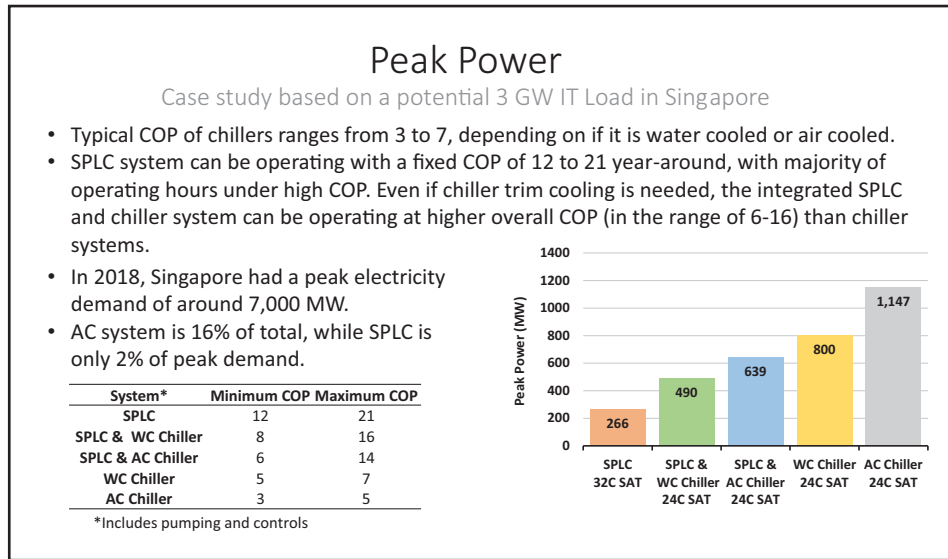 Peak Power
Case study based on a potential 3 GW IT Load in Singapore
• Typical COP of chillers ranges from 3 to 7, depending on if it is water cooled or air cooled.
• SPLC system can be operating with a fixed COP of 12 to 21 year-around, with majority of
operating hours under high COP. Even if chiller trim cooling is needed, the integrated SPLC
and chiller system can be operating at higher overall COP (in the range of 6-16) than chiller
systems.
• In 2018, Singapore had a peak electricity
demand of around 7,000 MW.
• AC system is 16% of total, while SPLC is
only 2% of peak demand.
System* Minimum COP Maximum COP
SPLC 12 21
SPLC & WC Chiller 8 16
SPLC & AC Chiller 6 14
WC Chiller 5 7
AC Chiller 3 5
*Includes pumping and controls
Peak Power (MW)
1400
1200
1000
800
600
400
200
0
266
490
639
800
1,147
SPLC
32C SAT
SPLC &
WC Chiller
24C SAT
SPLC &
AC Chiller
24C SAT
WC Chiller
24C SAT
AC Chiller
24C SAT